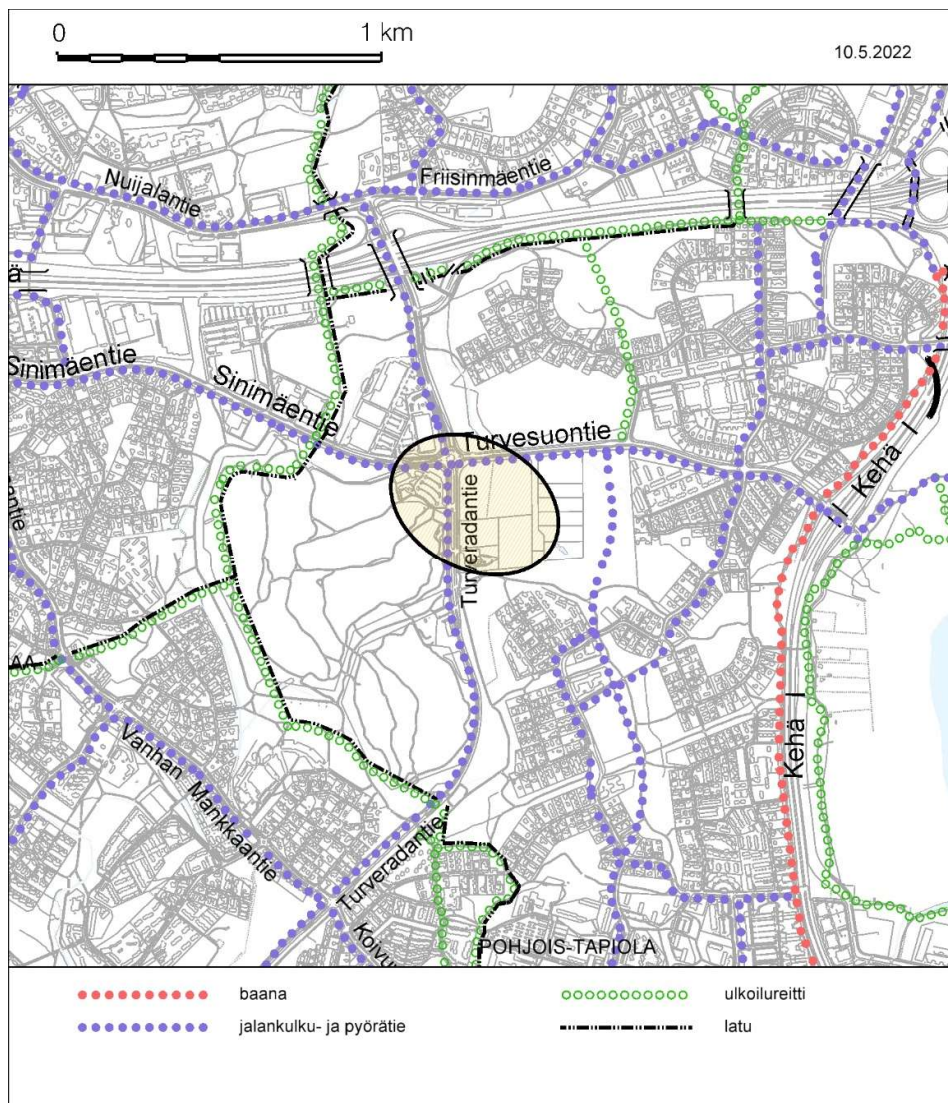 0
1 km
10.5.2022
Nuijalantie
Friisinmäentie
Sinimäentie
Sinimäentie
Turvesuontie
Turveradantie
Kehä I
Kehä I
Vanhan Mankkaantie
Turveradantie
POHJOIS-TAPIOLA
baana
ulkoilureitti
jalankulku- ja pyörätie
latu